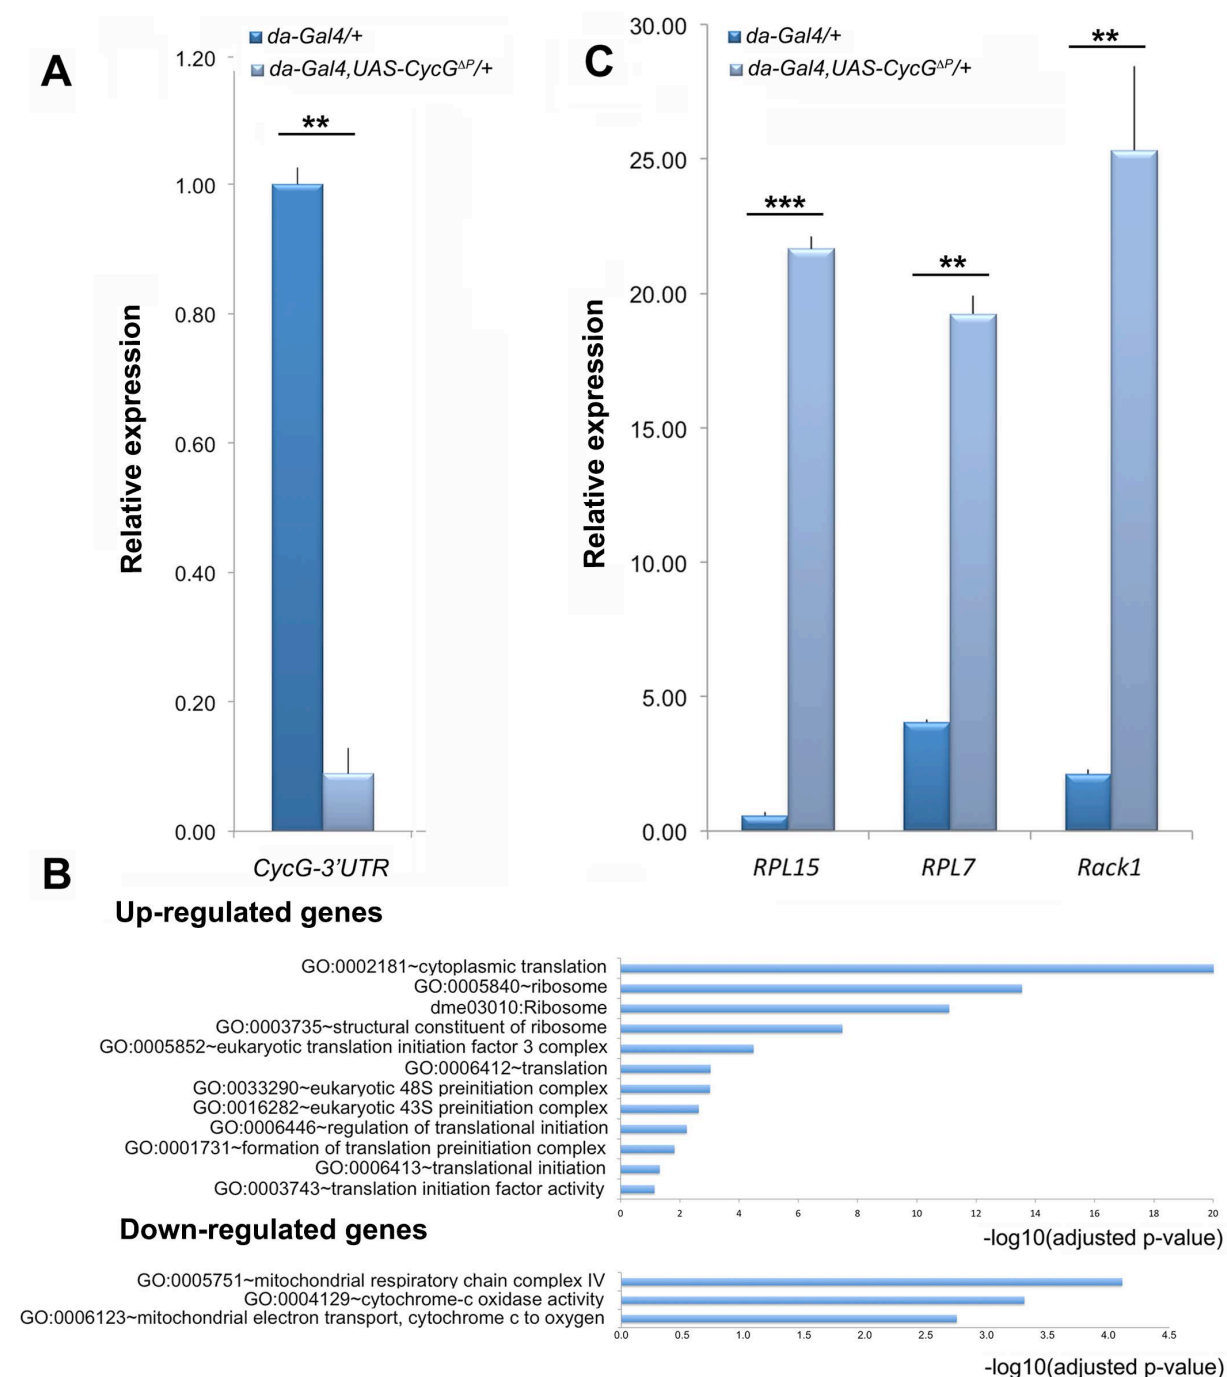 A
da-Gal4/+
da-Gal4,UAS-CycGΔP/+
1.20
**
1.00
0.80
0.60
0.40
0.20
0.00
Relative expression
CycG-3’UTR
C
da-Gal4/+
da-Gal4,UAS-CycGΔP/+
30.00
25.00
20.00
15.00
10.00
5.00
0.00
Relative expression
***
**
**
RPL15
RPL7
Rack1
B
Up-regulated genes
GO:0002181~cytoplasmic translation
GO:0005840~ribosome
dme03010:Ribosome
GO:0003735~structural constituent of ribosome
GO:0005852~eukaryotic translation initiation factor 3 complex
GO:0006412~translation
GO:0033290~eukaryotic 48S preinitiation complex
GO:0016282~eukaryotic 43S preinitiation complex
GO:0006446~regulation of translational initiation
GO:0001731~formation of translation preinitiation complex
GO:0006413~translational initiation
GO:0003743~translation initiation factor activity
0 2 4 6 8 10 12 14 16 18 20
-log10(adjusted p-value)
Down-regulated genes
GO:0005751~mitochondrial respiratory chain complex IV
GO:0004129~cytochrome-c oxidase activity
GO:0006123~mitochondrial electron transport, cytochrome c to oxygen
0.0 0.5 1.0 1.5 2.0 2.5 3.0 3.5 4.0 4.5
-log10(adjusted p-value)